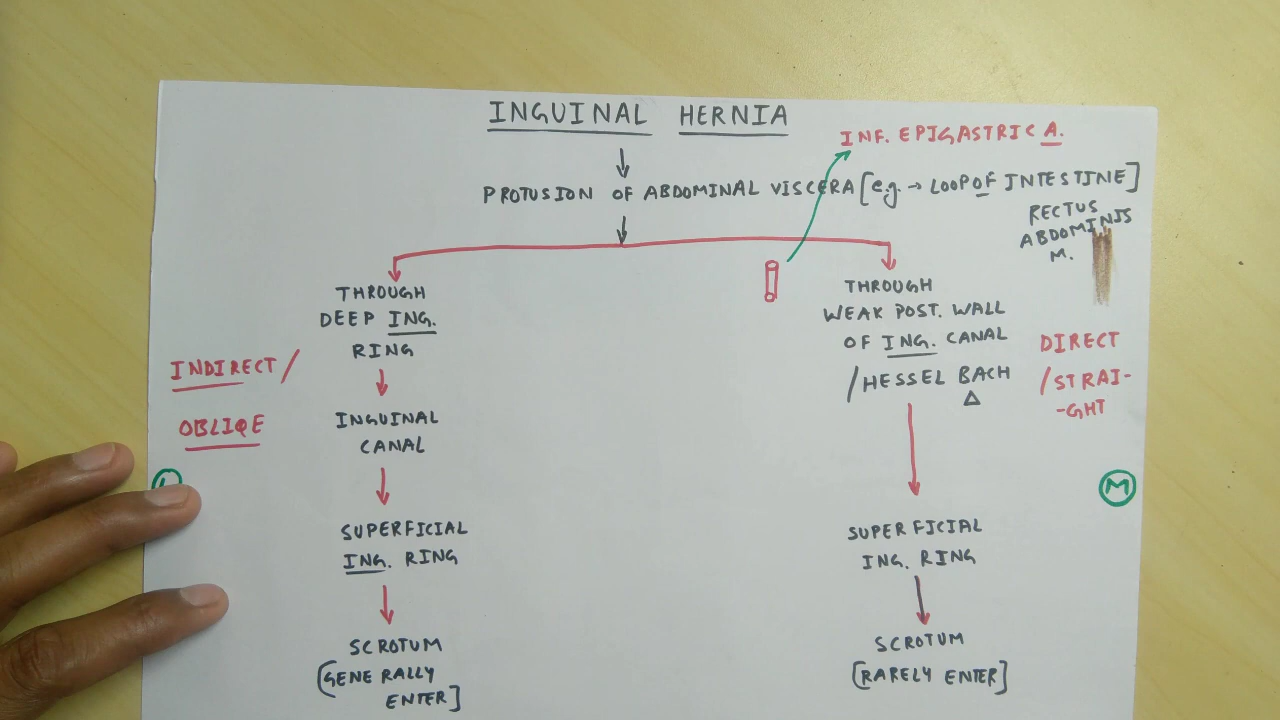 INGUINAL HERNIA
INF. EPIGASTRIC A.
PROTUSION OF ABDOMINAL VISCERA [e.g. → LOOP OF INTESTINE]
RECTUS
ABDOMINIS
M.
THROUGH
DEEP ING.
RING
INDIRECT /
OBLIQE
INGUINAL
CANAL
SUPERFICIAL
ING. RING
SCROTUM
(GENERALLY
ENTER]
THROUGH
WEAK POST. WALL
OF ING. CANAL
/HESSEL BACH
△
DIRECT
/STRAI-
-GHT
M
SUPERFICIAL
ING. RING
SCROTUM
[RARELY ENTER]